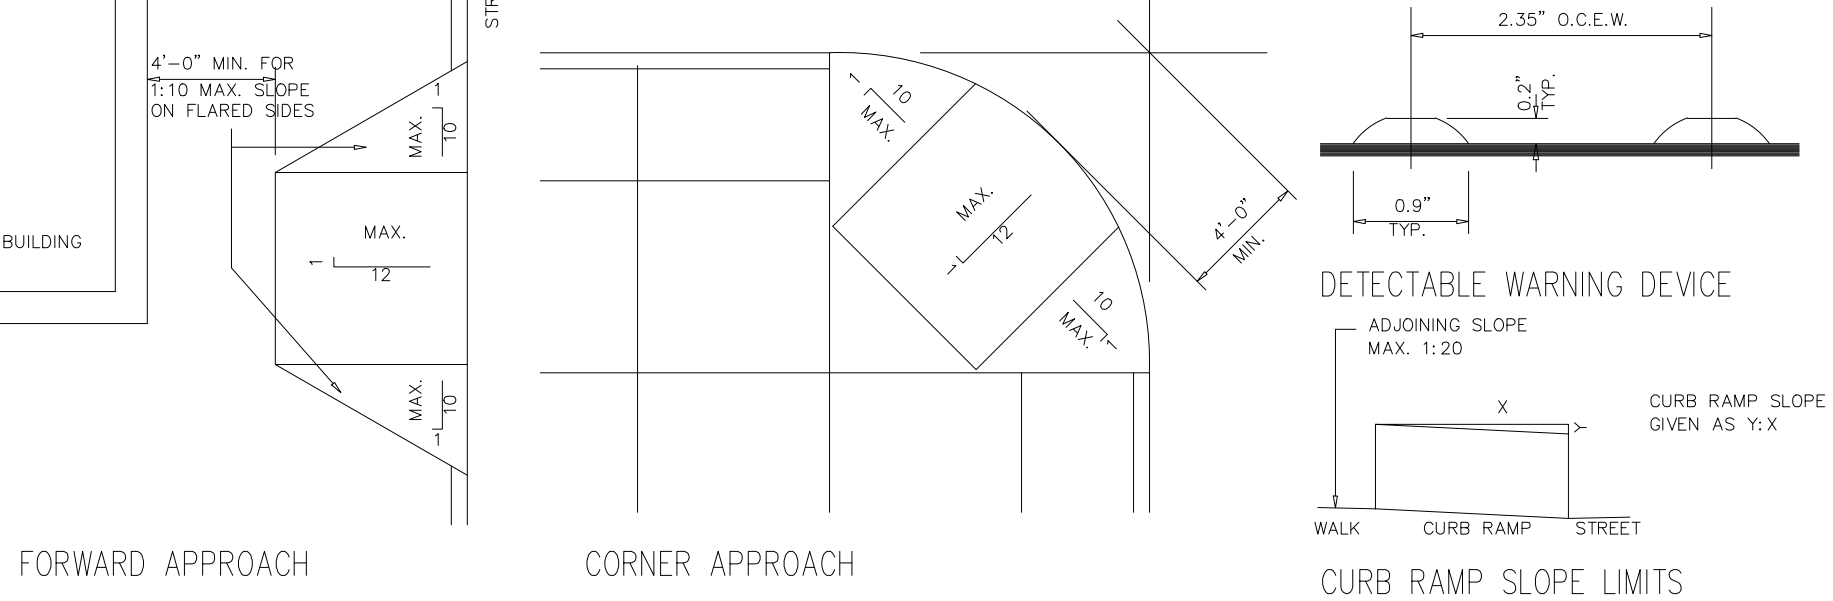 STR
4'-0" MIN. FOR
1:10 MAX. SLOPE
ON FLARED SIDES
1
MAX.
10
BUILDING
MAX.
1
12
MAX.
10
1
FORWARD APPROACH
1
10
MAX.
MAX.
12
1
10
MAX.
1
4'-0"
MIN.
CORNER APPROACH
2.35" O.C.E.W.
0.2"
TYP.
0.9"
TYP.
DETECTABLE WARNING DEVICE
ADJOINING SLOPE
MAX. 1:20
X
Y
CURB RAMP SLOPE
GIVEN AS Y:X
WALK
CURB RAMP
STREET
CURB RAMP SLOPE LIMITS